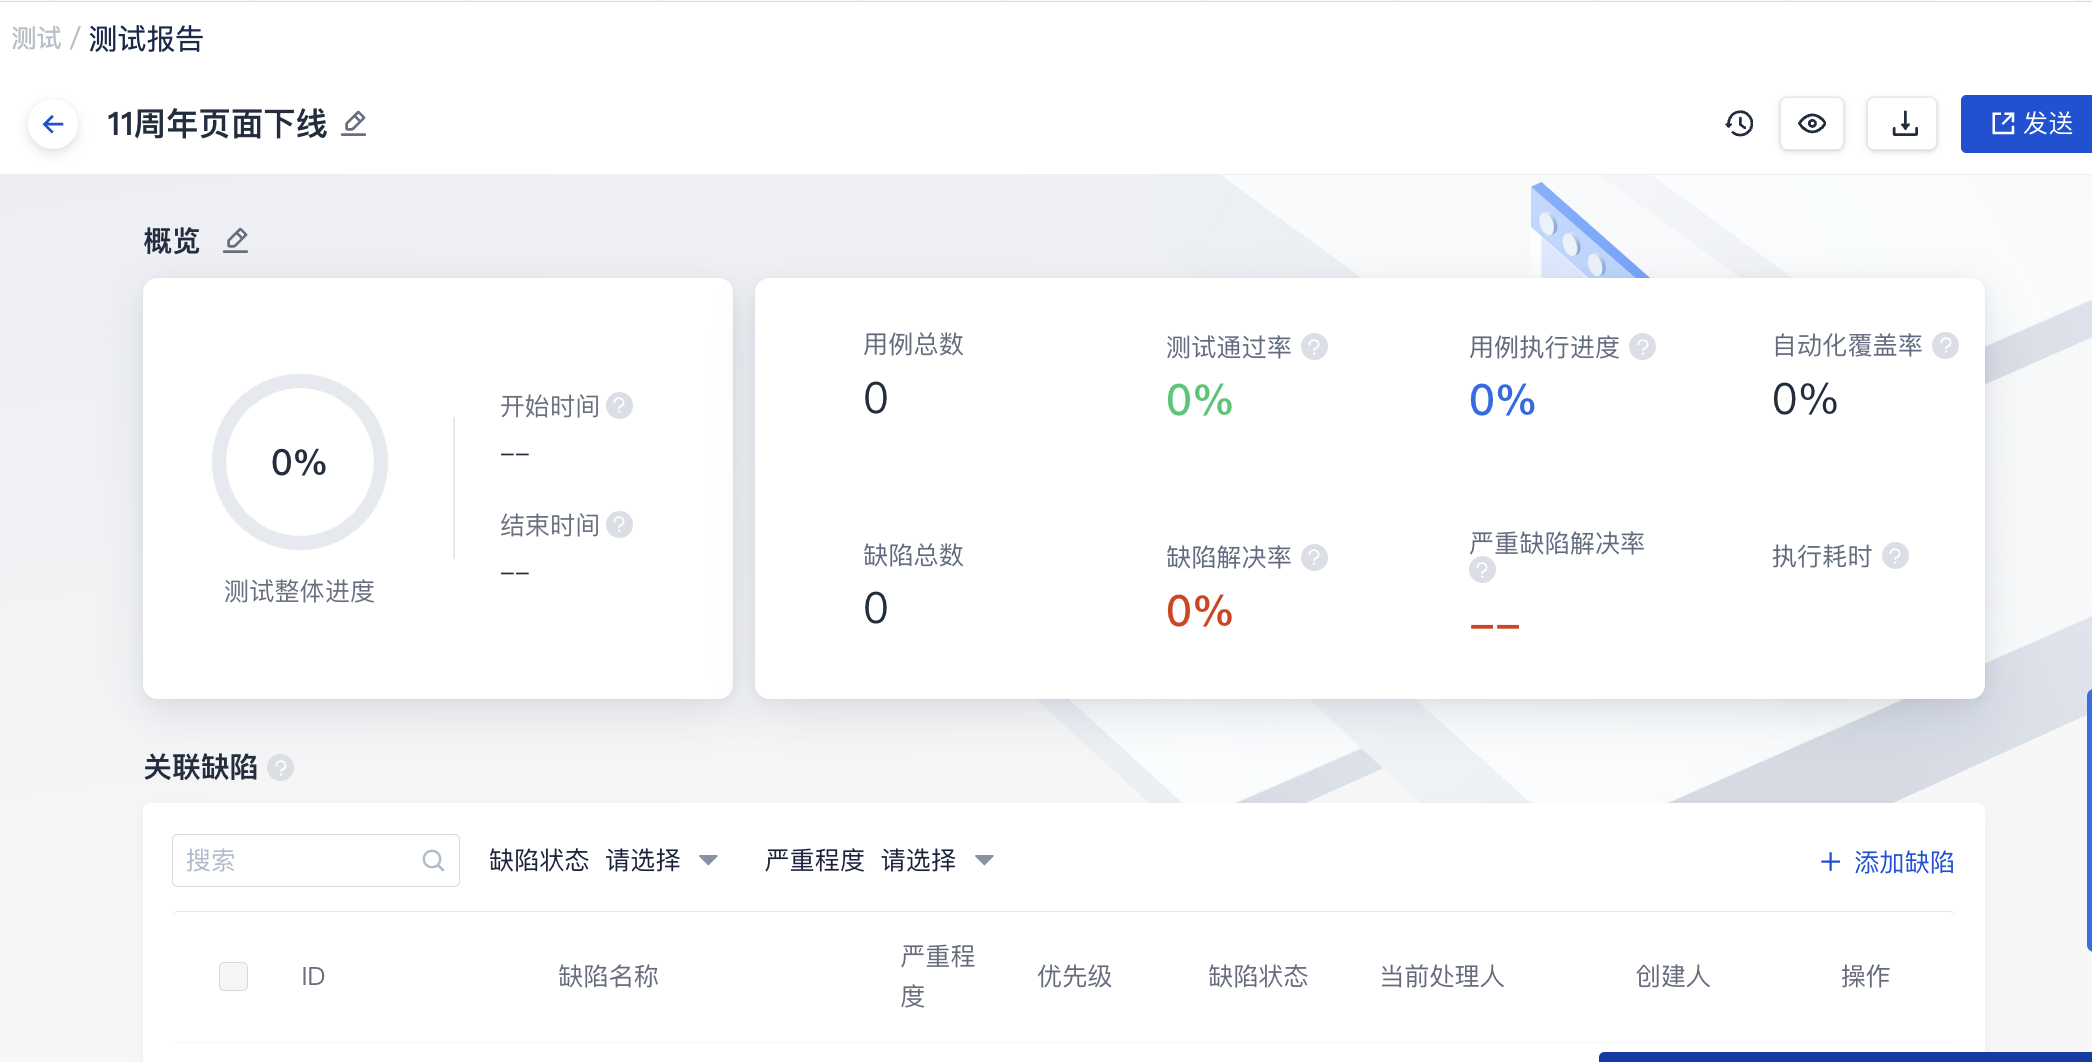 测试 / 测试报告
11周年页面下线
发送
概览
0%
测试整体进度
开始时间 ?
--
结束时间 ?
--
用例总数
0
测试通过率 ?
0%
用例执行进度 ?
0%
自动化覆盖率 ?
0%
缺陷总数
0
缺陷解决率 ?
0%
严重缺陷解决率
?
--
执行耗时 ?
关联缺陷 ?
搜索
缺陷状态 请选择
严重程度 请选择
+ 添加缺陷
ID
缺陷名称
严重程
度
优先级
缺陷状态
当前处理人
创建人
操作